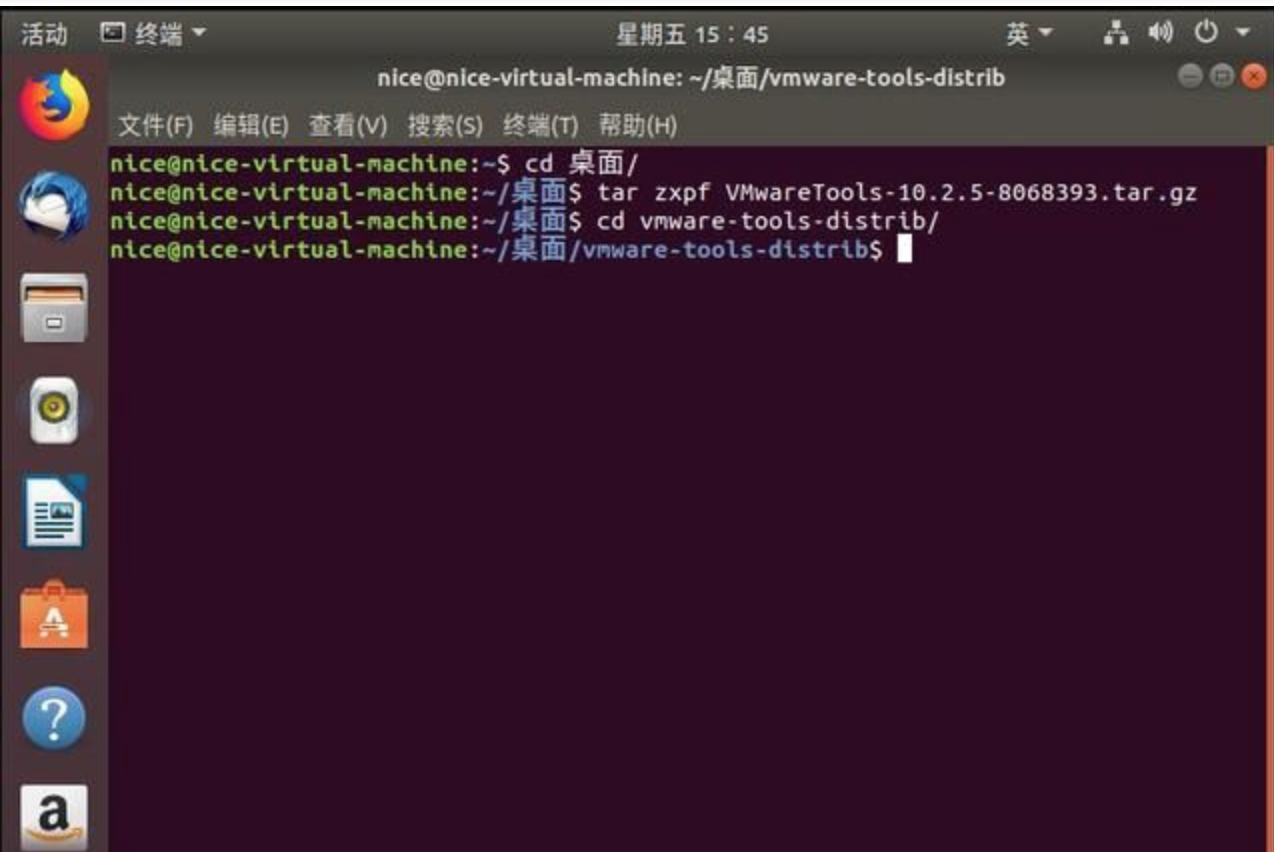 活动 终端 星期五 15：45 英
nice@nice-virtual-machine: ~/桌面/vmware-tools-distrib
文件(F) 编辑(E) 查看(V) 搜索(S) 终端(T) 帮助(H)
nice@nice-virtual-machine:~$ cd 桌面/
nice@nice-virtual-machine:~/桌面$ tar zxpf VMwareTools-10.2.5-8068393.tar.gz
nice@nice-virtual-machine:~/桌面$ cd vmware-tools-distrib/
nice@nice-virtual-machine:~/桌面/vmware-tools-distrib$